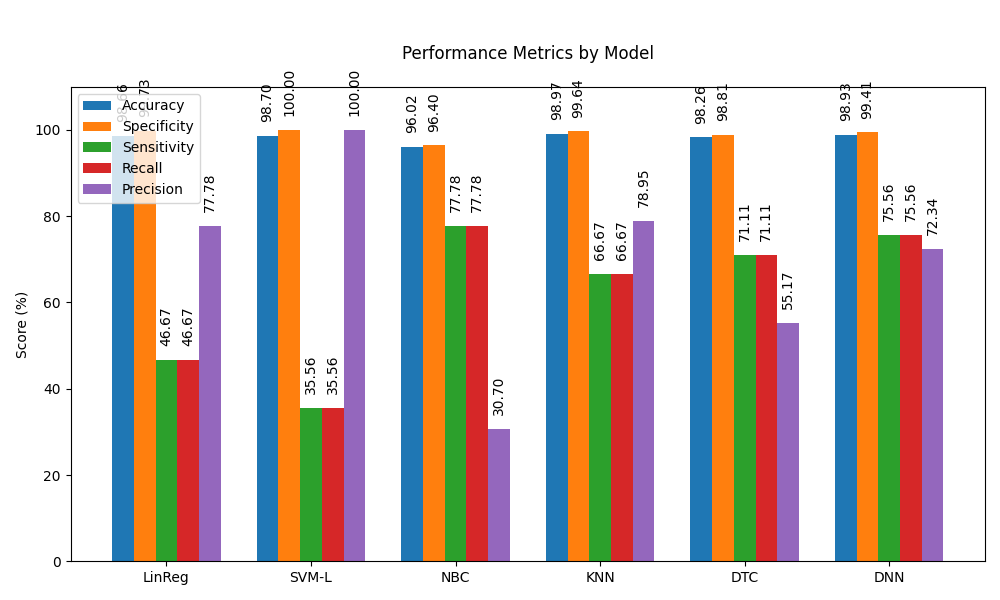 Performance Metrics by Model
Score (%)
100
80
60
40
20
0
Accuracy
Specificity
Sensitivity
Recall
Precision
98.66
99.73
46.67
46.67
77.78
98.70
100.00
35.56
35.56
100.00
96.02
96.40
77.78
77.78
30.70
98.97
99.64
66.67
66.67
78.95
98.26
98.81
71.11
71.11
55.17
98.93
99.41
75.56
75.56
72.34
LinReg
SVM-L
NBC
KNN
DTC
DNN